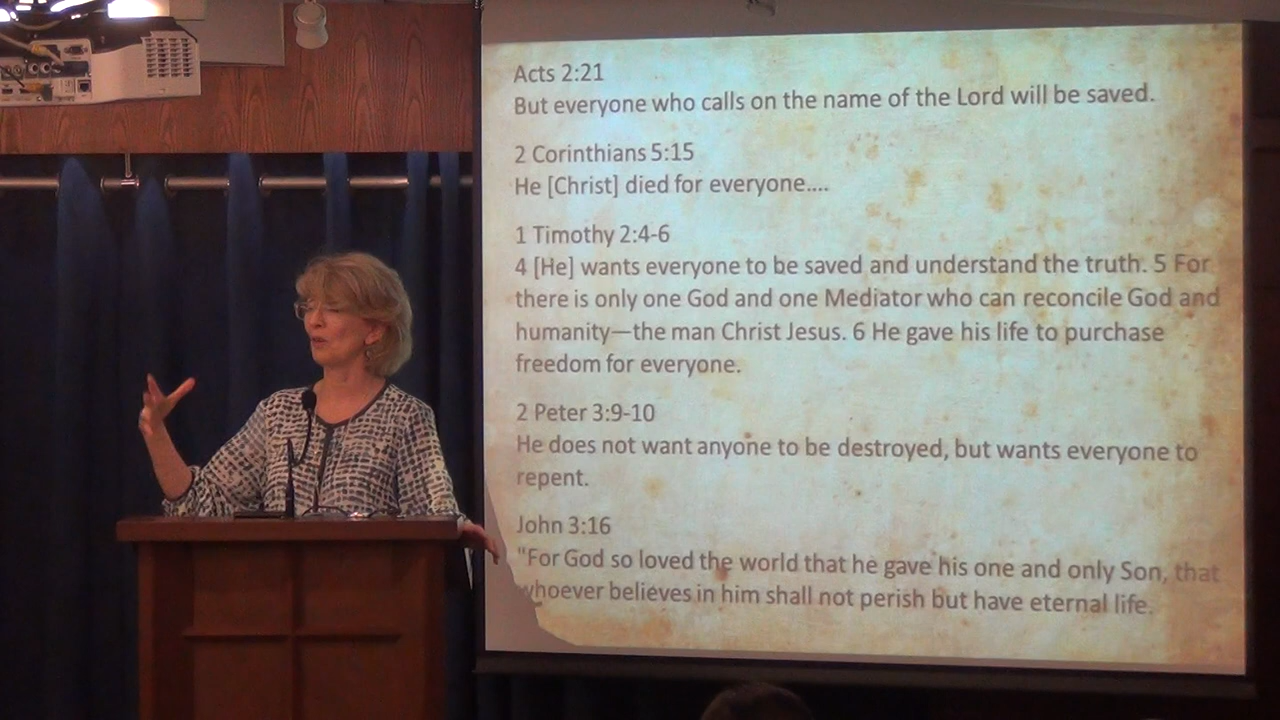 Acts 2:21
But everyone who calls on the name of the Lord will be saved.
2 Corinthians 5:15
He [Christ] died for everyone....
1 Timothy 2:4-6
4 [He] wants everyone to be saved and understand the truth. 5 For
there is only one God and one Mediator who can reconcile God and
humanity—the man Christ Jesus. 6 He gave his life to purchase
freedom for everyone.
2 Peter 3:9-10
He does not want anyone to be destroyed, but wants everyone to
repent.
John 3:16
"For God so loved the world that he gave his one and only Son, that
whoever believes in him shall not perish but have eternal life.